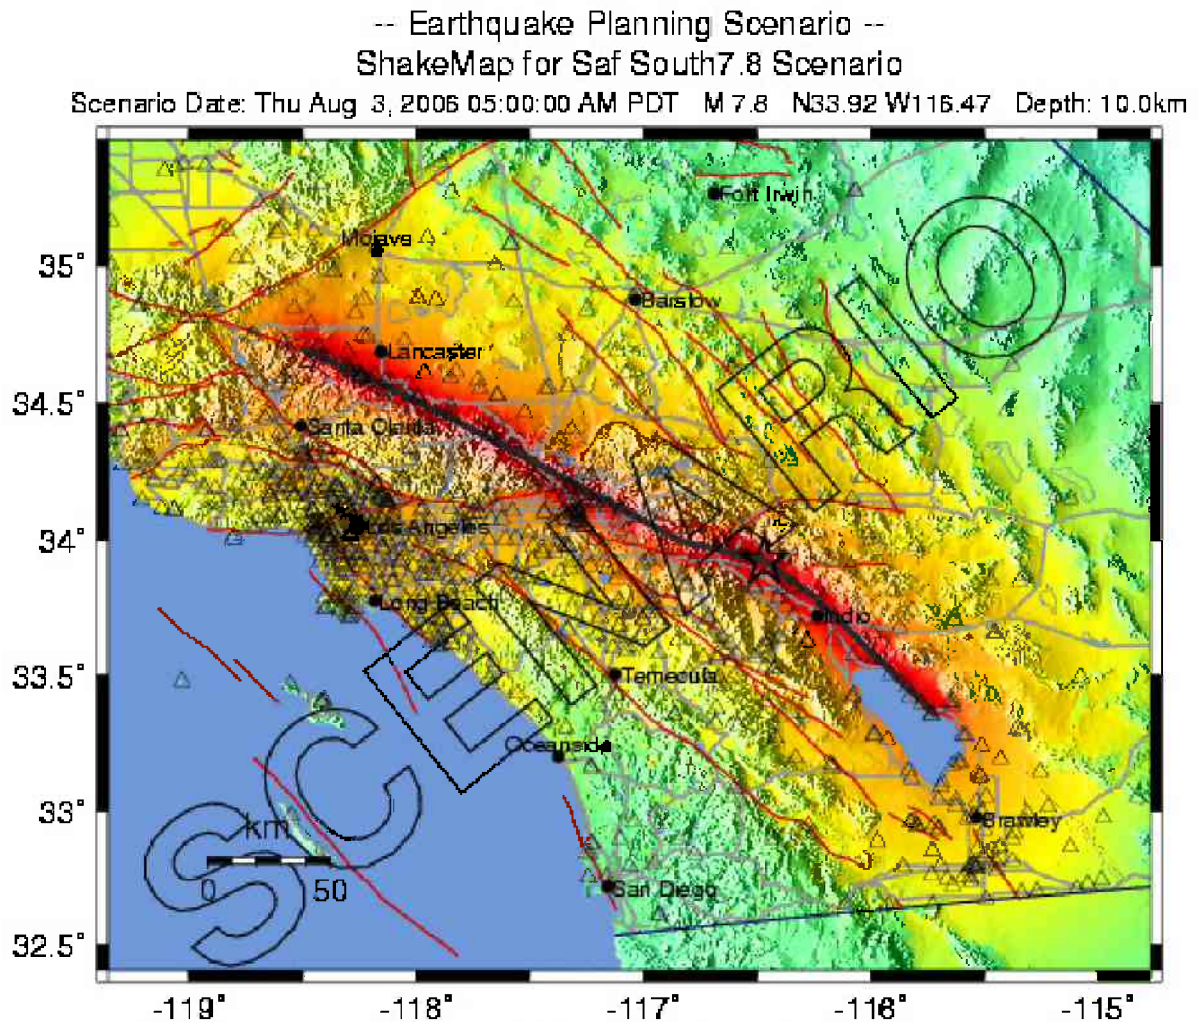 -- Earthquake Planning Scenario --
ShakeMap for Saf South7.8 Scenario
Scenario Date: Thu Aug 3, 2006 05:00:00 AM PDT M 7.8 N33.92 W116.47 Depth: 10.0km
Fort Irwin
Mojave
35°
Barstow
Lancaster
34.5°
Santa Clarita
34°
Los Angeles
Long Beach
Indio
33.5°
Temecula
Oceanside
SCENARIO
33°
km
Brawley
0 50
San Diego
32.5°
-119° -118° -117° -116° -115°